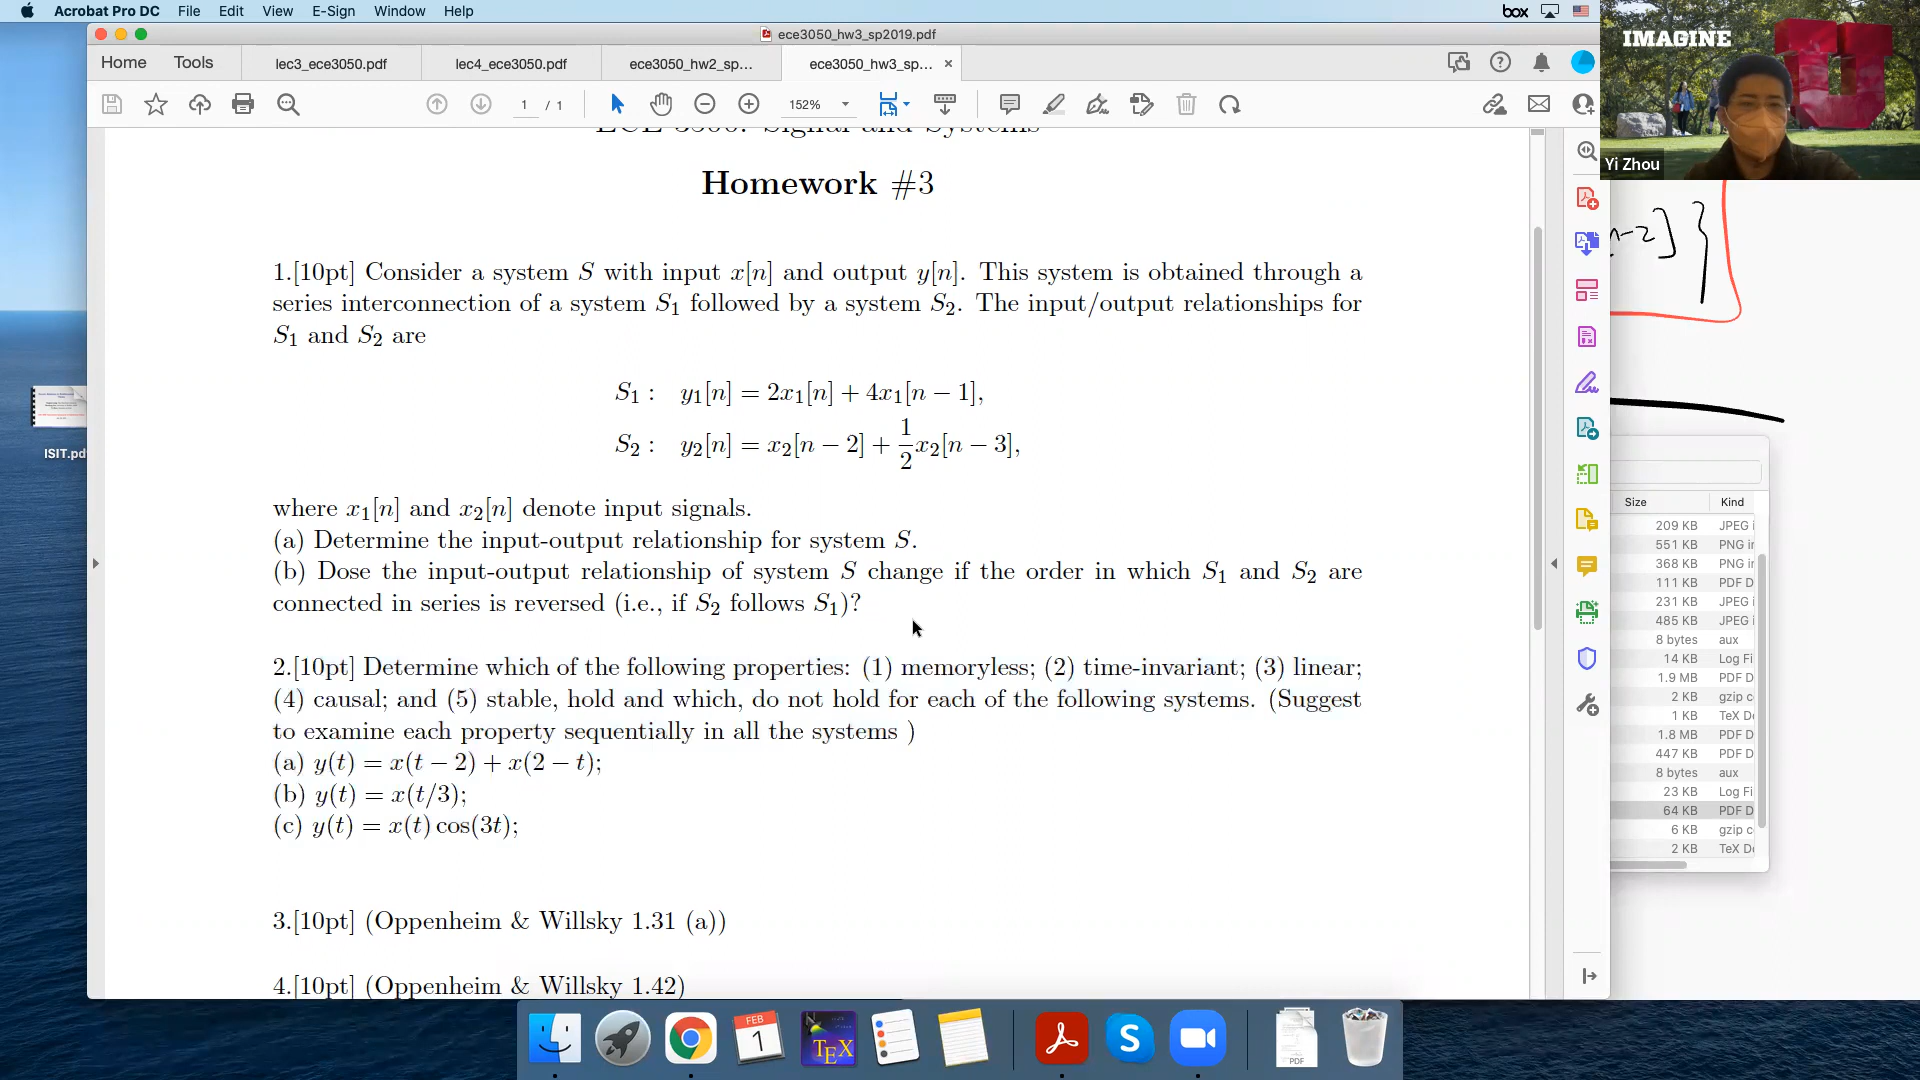 Acrobat Pro DC File Edit View E-Sign Window Help
box
ece3050_hw3_sp2019.pdf
Home Tools lec3_ece3050.pdf lec4_ece3050.pdf ece3050_hw2_sp... ece3050_hw3_sp... ×
1 / 1 152%
IMAGINE
U
Yi Zhou
Homework #3
1.[10pt] Consider a system S with input x[n] and output y[n]. This system is obtained through a
series interconnection of a system S₁ followed by a system S₂. The input/output relationships for
S₁ and S₂ are
S₁ : y₁[n] = 2x₁[n] + 4x₁[n − 1],
S₂ : y₂[n] = x₂[n − 2] + 1/2 x₂[n − 3],
where x₁[n] and x₂[n] denote input signals.
(a) Determine the input-output relationship for system S.
(b) Dose the input-output relationship of system S change if the order in which S₁ and S₂ are
connected in series is reversed (i.e., if S₂ follows S₁)?
2.[10pt] Determine which of the following properties: (1) memoryless; (2) time-invariant; (3) linear;
(4) causal; and (5) stable, hold and which, do not hold for each of the following systems. (Suggest
to examine each property sequentially in all the systems )
(a) y(t) = x(t − 2) + x(2 − t);
(b) y(t) = x(t/3);
(c) y(t) = x(t) cos(3t);
3.[10pt] (Oppenheim & Willsky 1.31 (a))
4.[10pt] (Oppenheim & Willsky 1.42)
n-2] }
ISIT.pd
Size Kind
209 KB JPEG i
551 KB PNG ir
368 KB PNG ir
111 KB PDF D
231 KB JPEG i
485 KB JPEG i
8 bytes aux
14 KB Log Fi
1.9 MB PDF D
2 KB gzip c
1 KB TeX D
1.8 MB PDF D
447 KB PDF D
8 bytes aux
23 KB Log Fi
64 KB PDF D
6 KB gzip c
2 KB TeX D
FEB
1
TEX
S
PDF